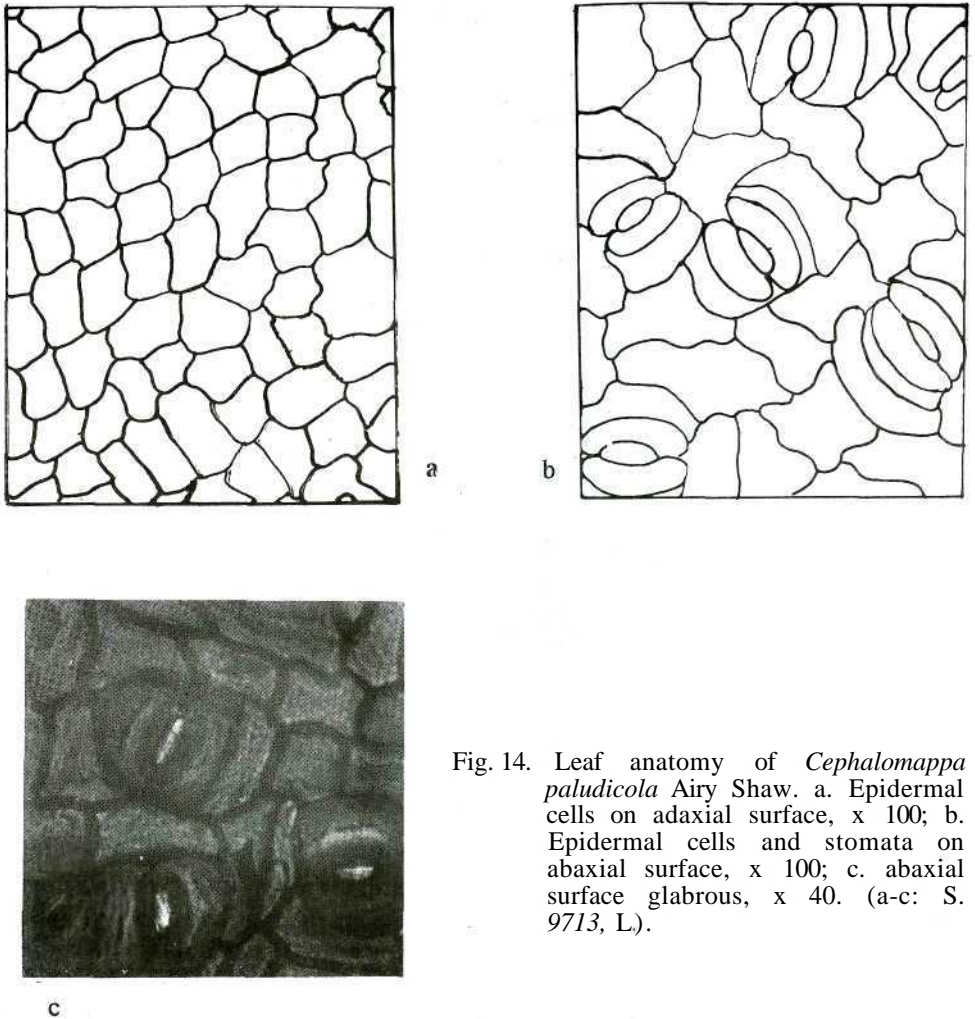 a
b
c
Fig. 14. Leaf anatomy of Cephalomappa
paludicola Airy Shaw. a. Epidermal
cells on adaxial surface, x 100; b.
Epidermal cells and stomata on
abaxial surface, x 100; c. abaxial
surface glabrous, x 40. (a-c: S.
9713, L.).